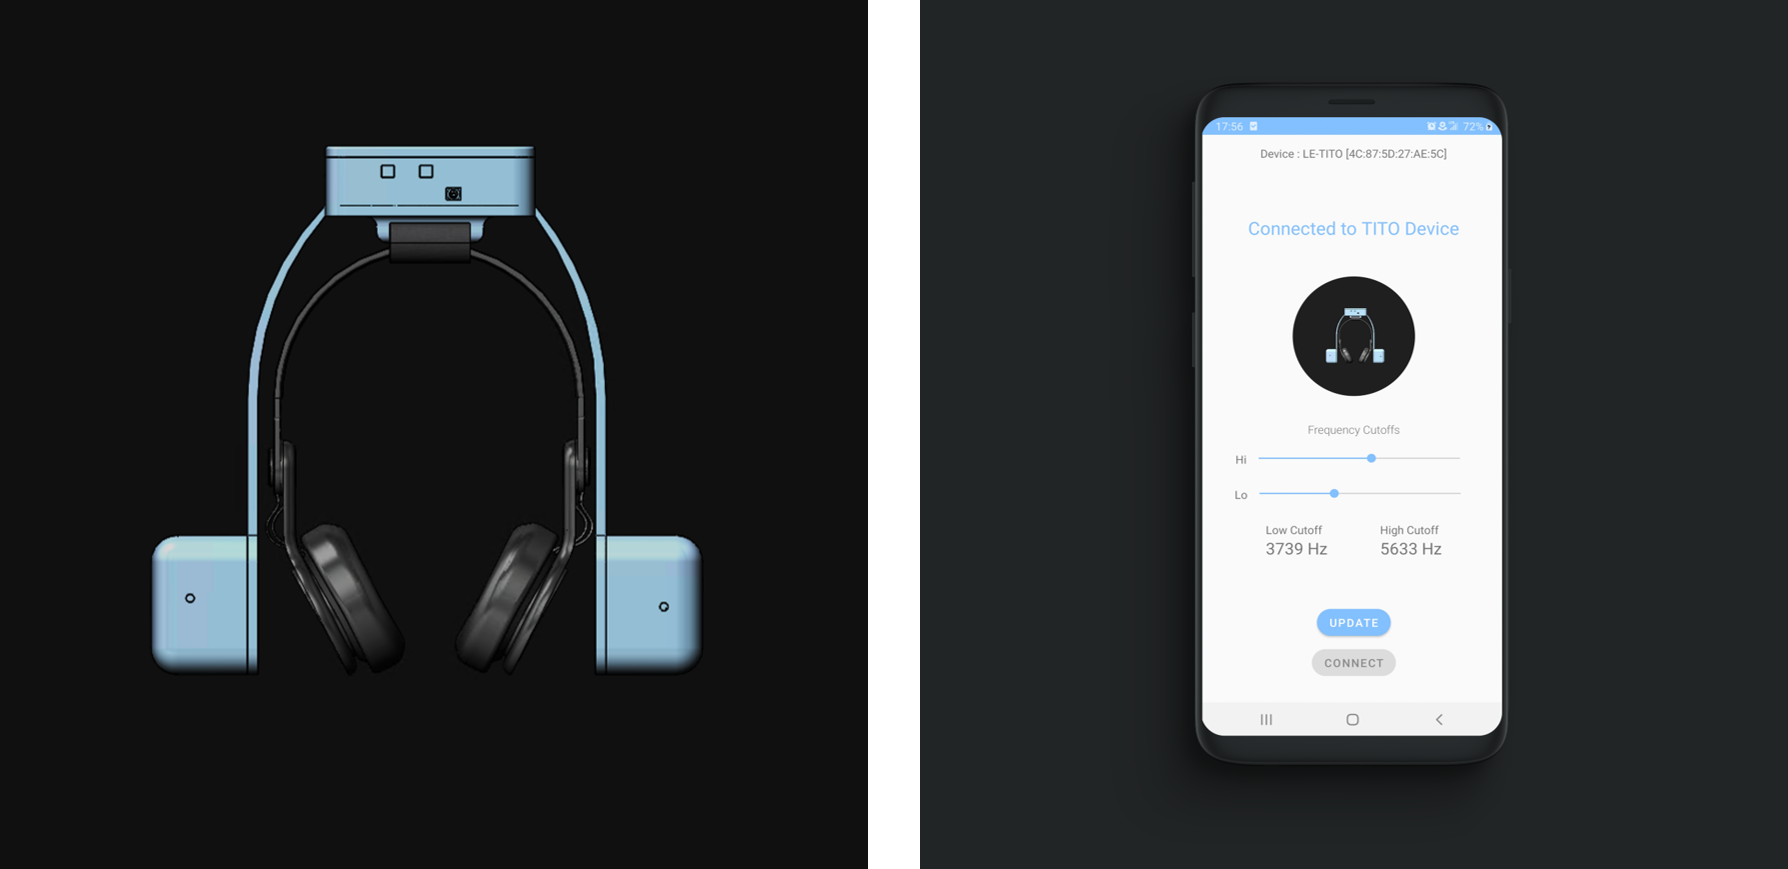 17:56 72%
Device : LE-TITO [4C:87:5D:27:AE:5C]
Connected to TITO Device
Frequency Cutoffs
Hi
Lo
Low Cutoff High Cutoff
3739 Hz 5633 Hz
UPDATE
CONNECT